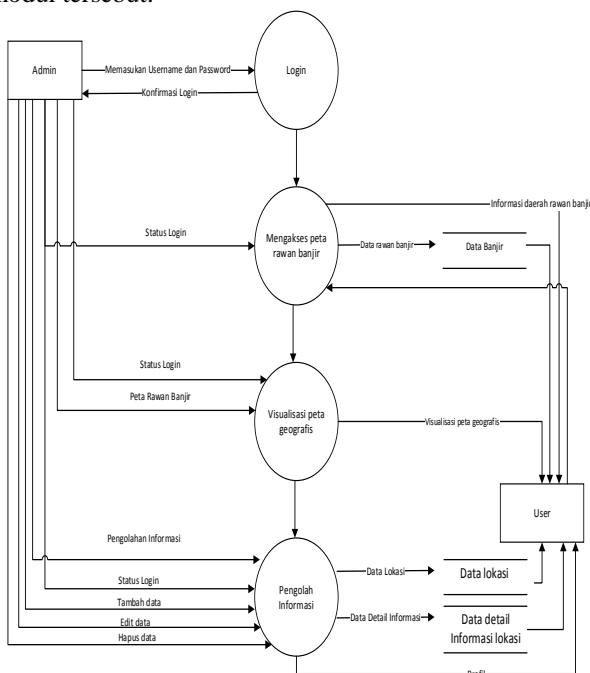 modul tersebut.
Admin
Memasukan Username dan Password
Login
Konfirmasi Login
Informasi daerah rawan banjir
Status Login
Mengakses peta
rawan banjir
Data rawan banjir
Data Banjir
Status Login
Peta Rawan Banjir
Visualisasi peta
geografis
Visualisasi peta geografis
User
Pengolahan Informasi
Status Login
Tambah data
Edit data
Hapus data
Pengolah
Informasi
Data Lokasi
Data lokasi
Data Detail Informasi
Data detail
Informasi lokasi
Profil